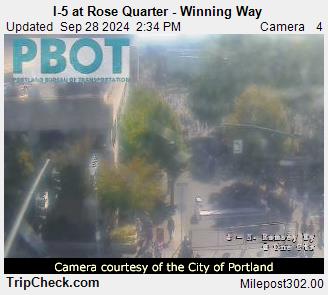 I-5 at Rose Quarter - Winning Way
Updated Sep 28 2024 2:34 PM Camera 4
PBOT
PORTLAND BUREAU OF TRANSPORTATION
Camera courtesy of the City of Portland
TripCheck.com Milepost302.00